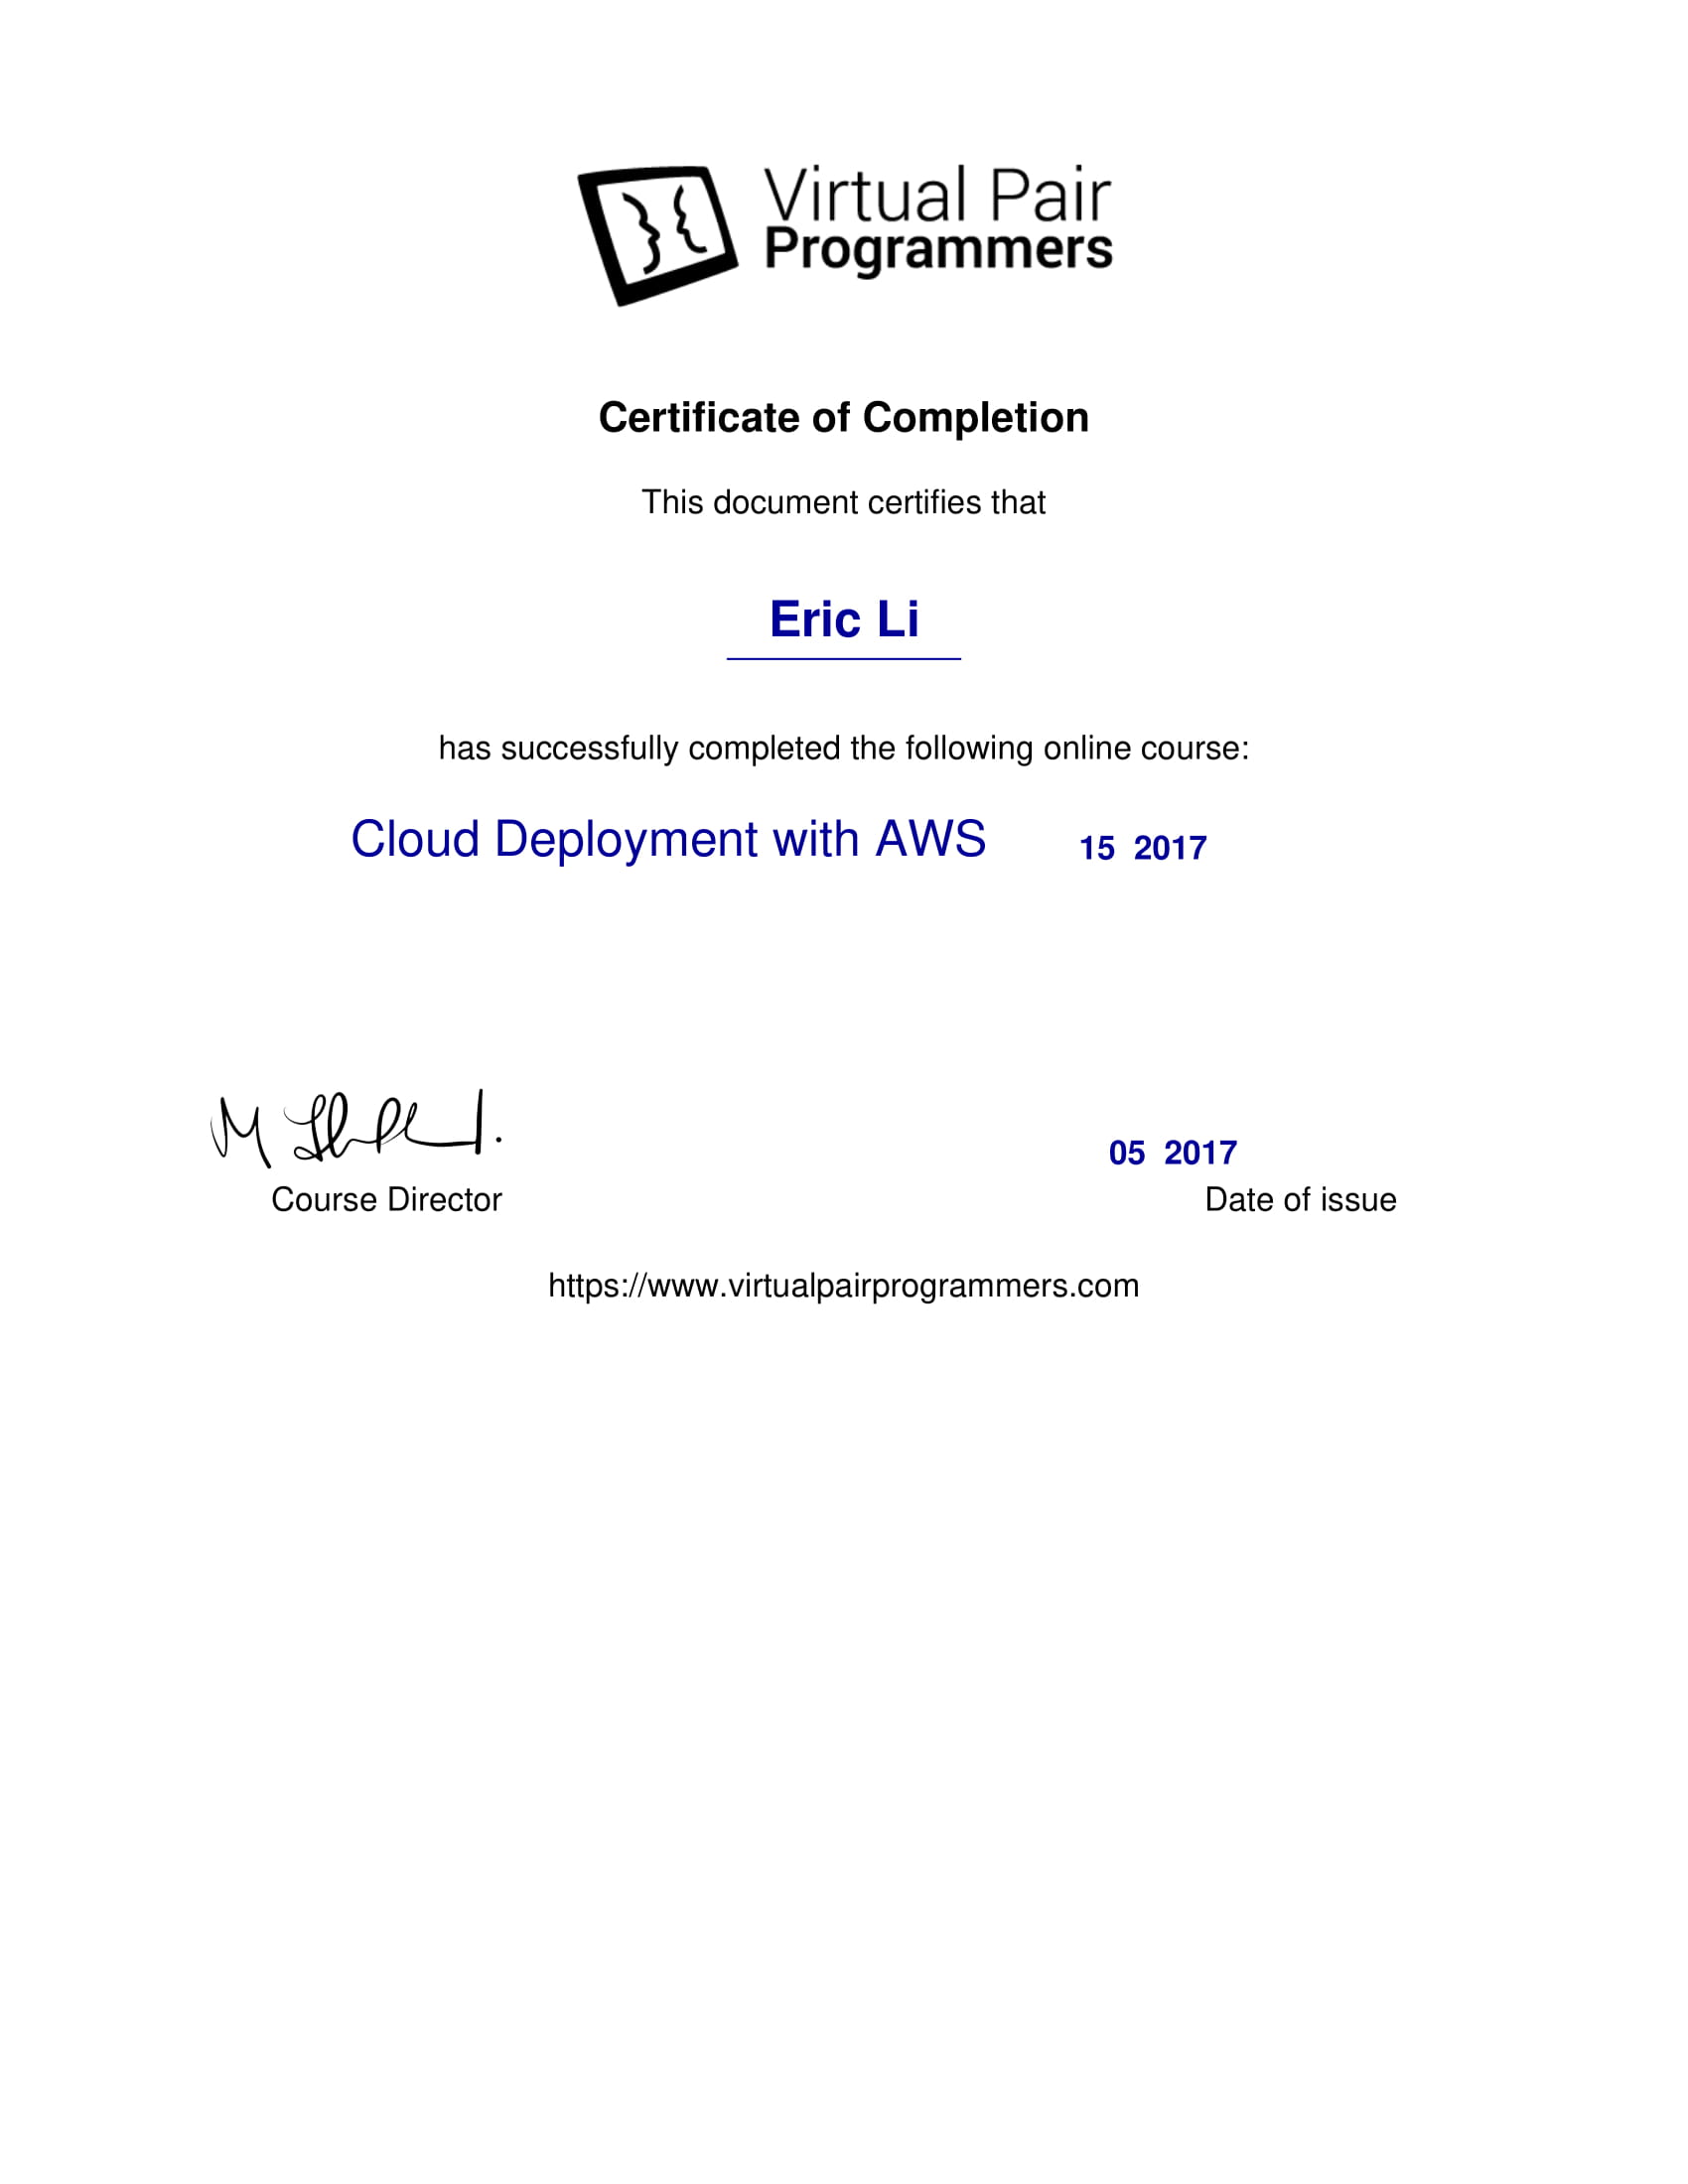 Virtual Pair
Programmers
Certificate of Completion
This document certifies that
Eric Li
has successfully completed the following online course:
Cloud Deployment with AWS 15 2017
05 2017
Course Director Date of issue
https://www.virtualpairprogrammers.com